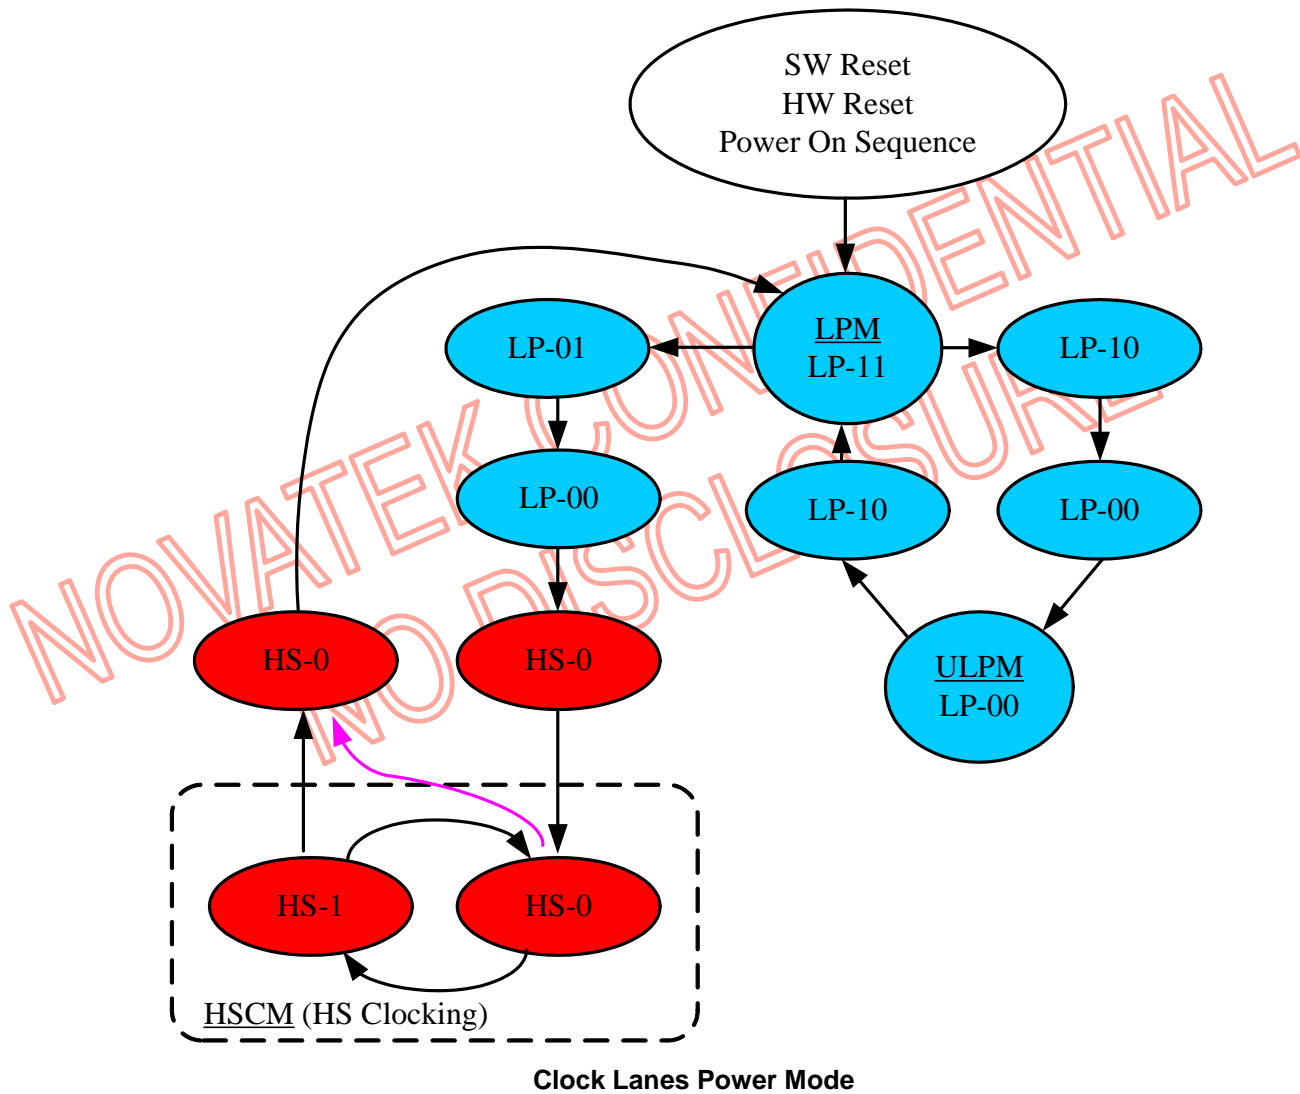 SW Reset
HW Reset
Power On Sequence
LPM
LP-11
LP-01
LP-10
LP-00
LP-10
LP-00
HS-0
HS-0
ULPM
LP-00
HS-1
HS-0
HSCM (HS Clocking)
NOVATEK CONFIDENTIAL
NO DISCLOSURE
Clock Lanes Power Mode